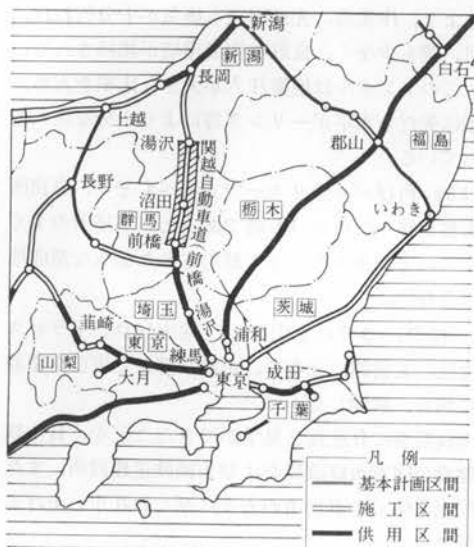 新潟
新潟
白石
長岡
上越
福島
湯沢
郡山
関越自動車道
長野
沼田
栃木
いわき
群馬
前橋
前橋
湯沢
埼玉
茨城
韮崎
浦和
東京
練馬
山梨
大月
東京
成田
千葉
凡例
基本計画区間
施工区間
供用区間